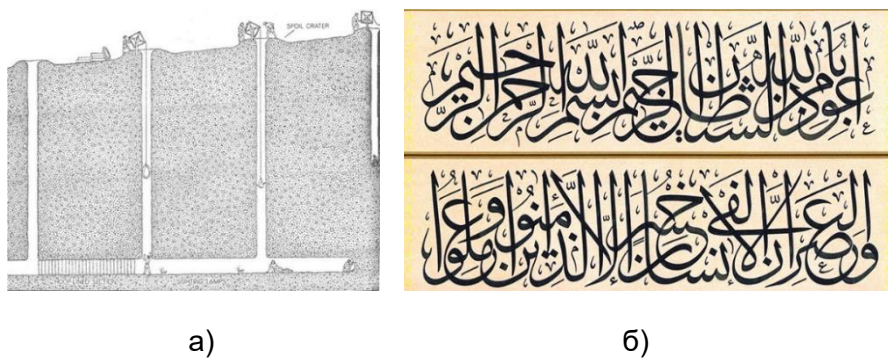 SPOIL CRATER
أعوذ بالله من الشيطان الرجيم بسم الله الرحمن الرحيم
والعصر إن الإنسان لفي خسر إلا الذين آمنوا وعملوا
а)
б)